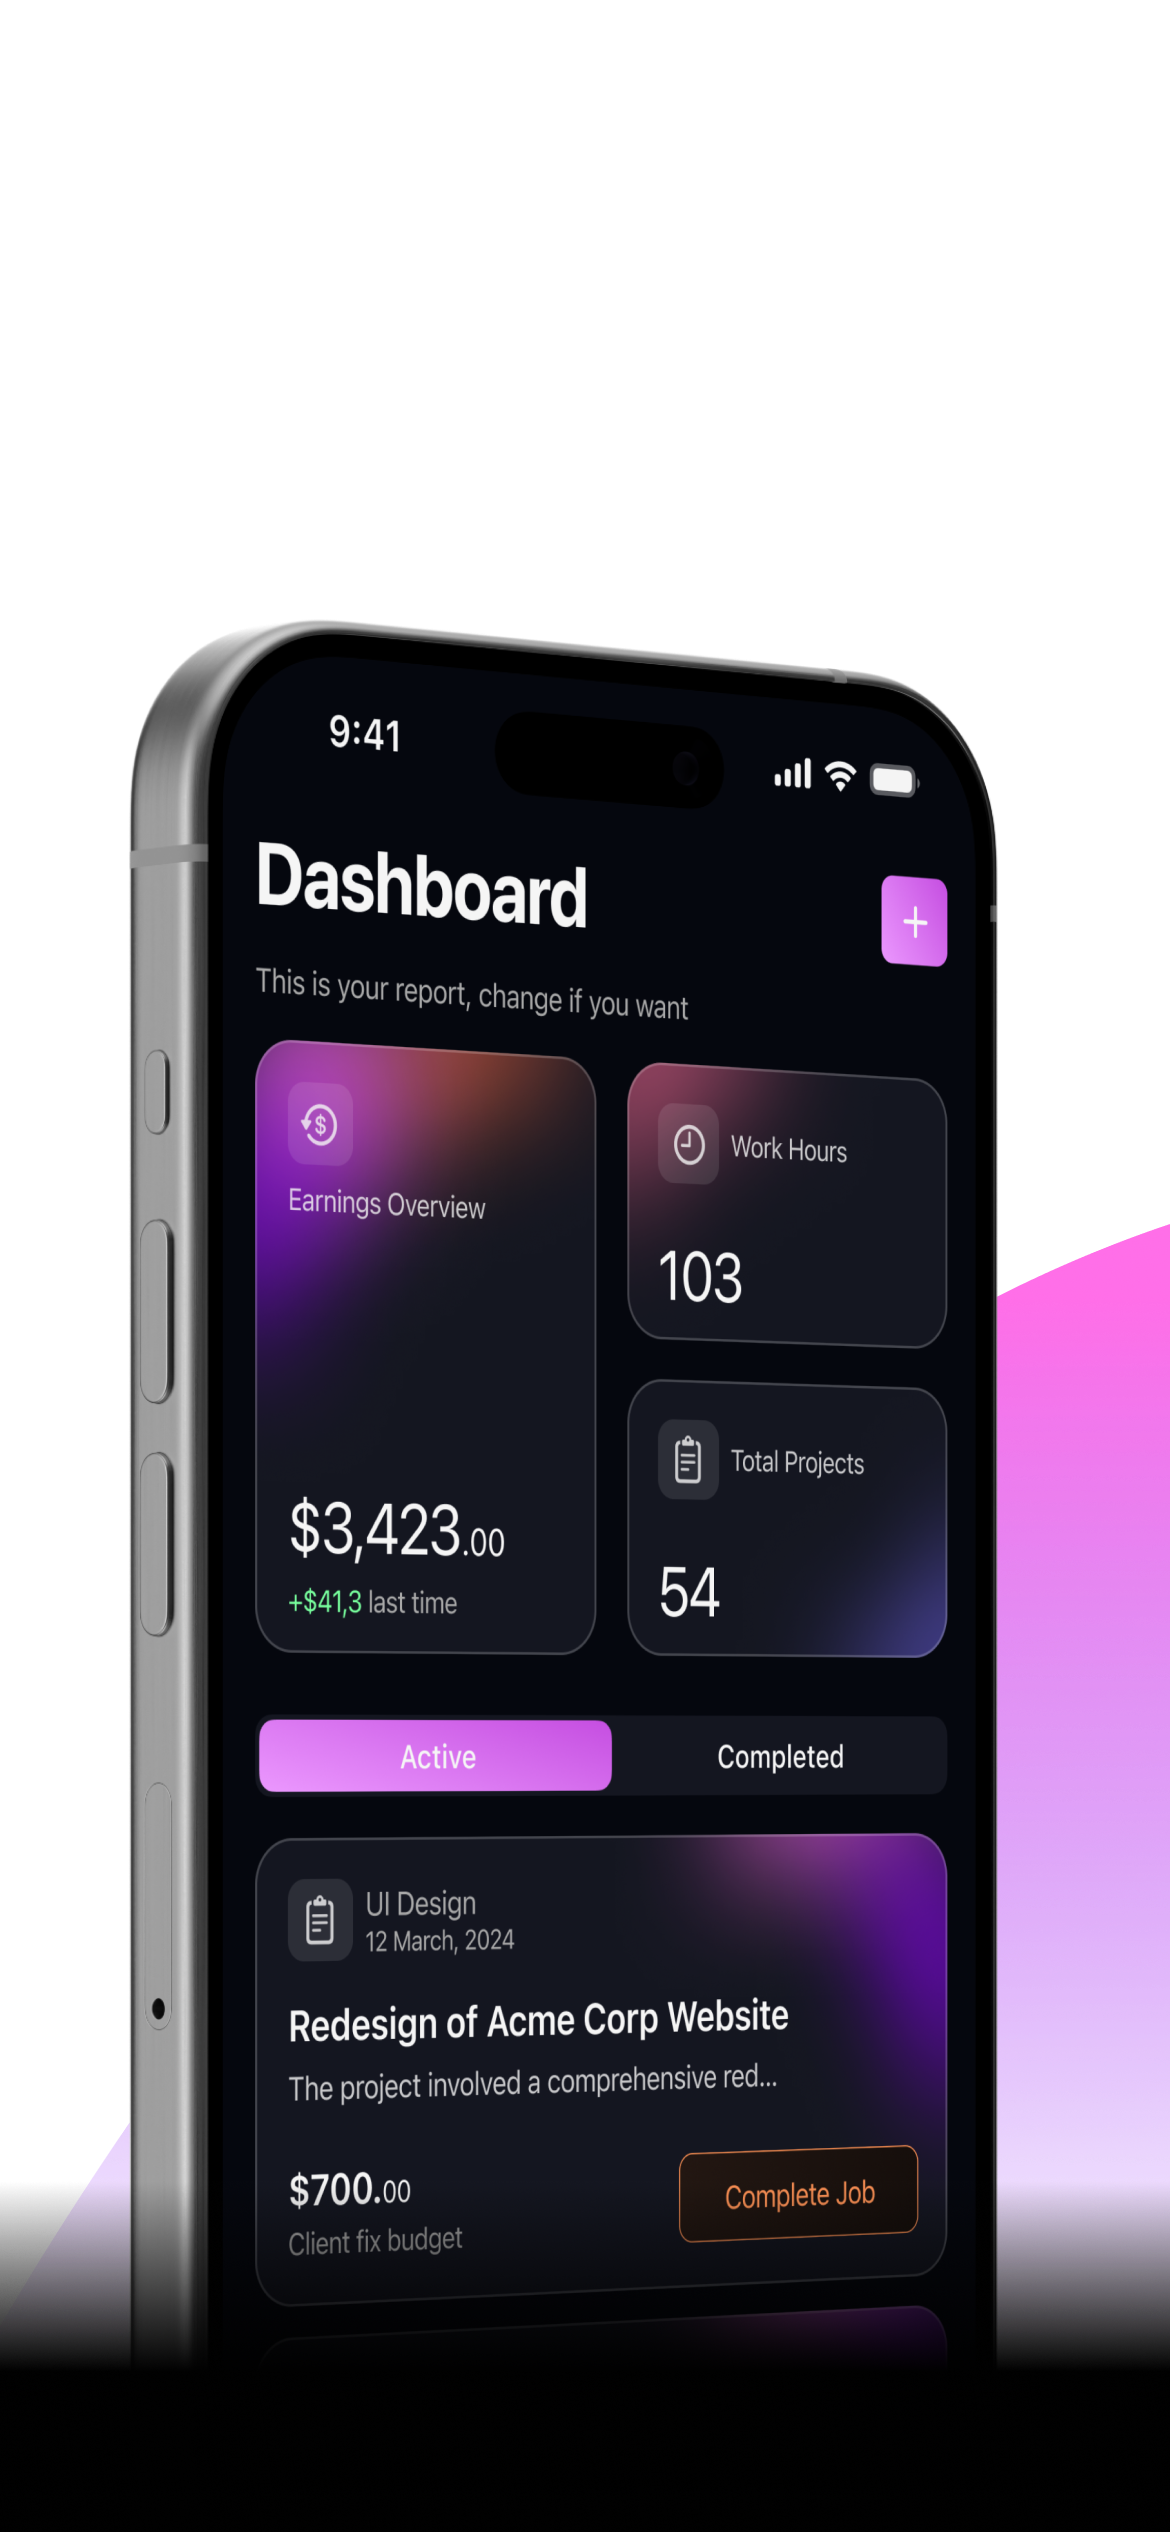 9:41
Dashboard
This is your report, change if you want
$
Earnings Overview
$3,423.00
+$41,3 last time
Work Hours
103
Total Projects
54
Active
Completed
UI Design
12 March, 2024
Redesign of Acme Corp Website
The project involved a comprehensive red...
$700.00
Client fix budget
Complete Job